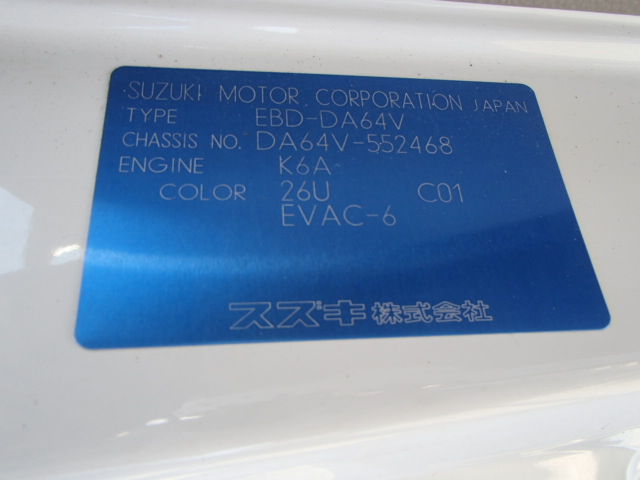 SUZUKI MOTOR CORPORATION JAPAN
TYPE EBD-DA64V
CHASSIS NO. DA64V-552468
ENGINE K6A
COLOR 26U C01
EVAC-6
スズキ株式会社